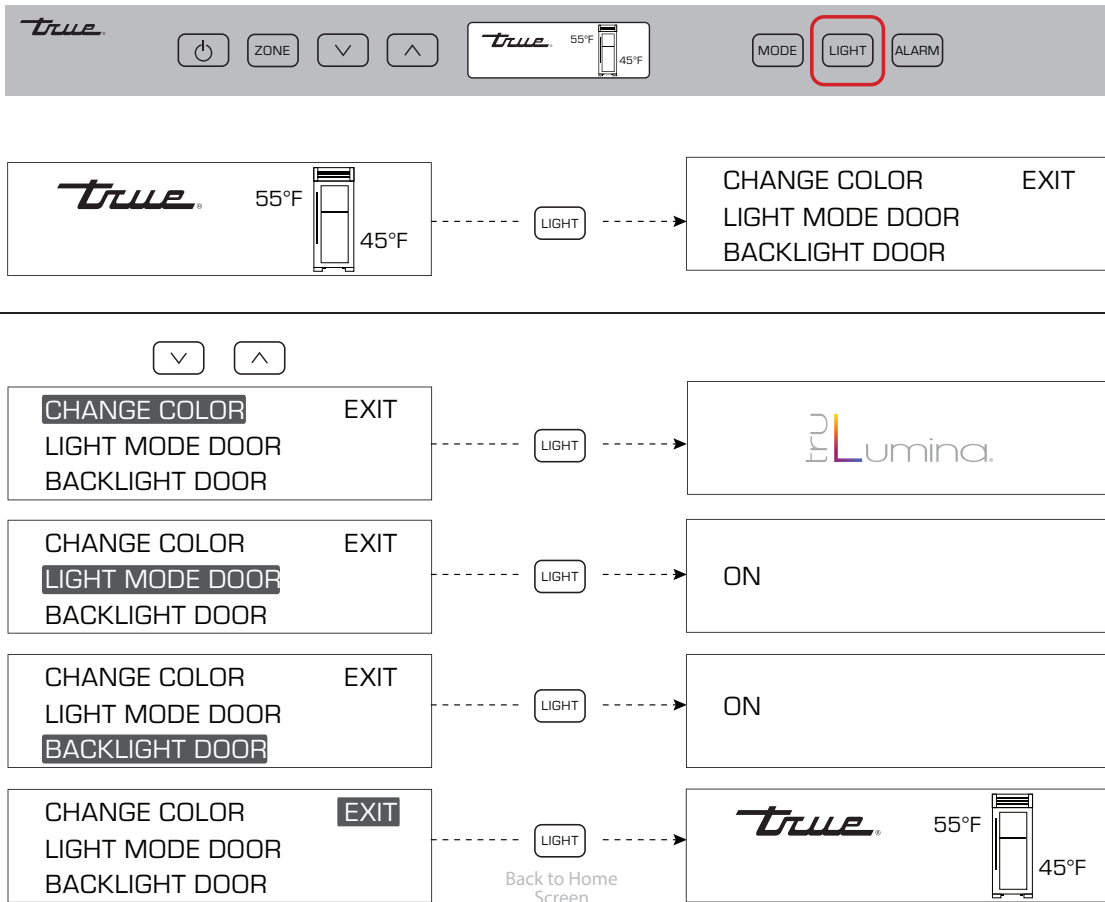 true®
ZONE
true® 55°F
45°F
MODE LIGHT ALARM
true® 55°F
45°F
LIGHT
CHANGE COLOR EXIT
LIGHT MODE DOOR
BACKLIGHT DOOR
CHANGE COLOR EXIT
LIGHT MODE DOOR
BACKLIGHT DOOR
LIGHT
tru Lumina®
CHANGE COLOR EXIT
LIGHT MODE DOOR
BACKLIGHT DOOR
LIGHT
ON
CHANGE COLOR EXIT
LIGHT MODE DOOR
BACKLIGHT DOOR
LIGHT
ON
CHANGE COLOR EXIT
LIGHT MODE DOOR
BACKLIGHT DOOR
LIGHT
Back to Home
Screen
true® 55°F
45°F